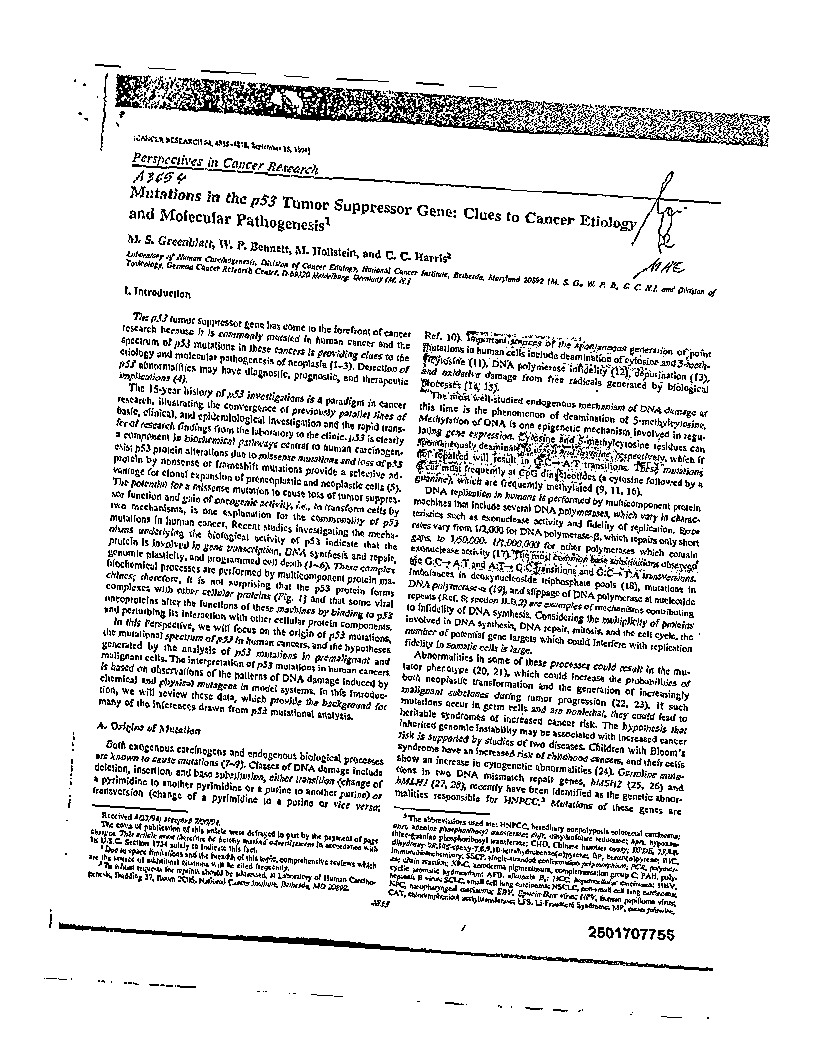 [CANCER RESEARCH 54, 4855-4878, September 15, 1994]
Perspectives in Cancer Research
A3654
Mutations in the p53 Tumor Suppressor Gene: Clues to Cancer Etiology
and Molecular Pathogenesis1
M. S. Greenblatt, W. P. Bennett, M. Hollstein, and C. C. Harris2
Laboratory of Human Carcinogenesis, Division of Cancer Etiology, National Cancer Institute, Bethesda, Maryland 20892 [M. S. G., W. P. B., C. C. H.] and Division of
Toxicology, German Cancer Research Center, D-69120 Heidelberg, Germany [M. H.]
I. Introduction
The p53 tumor suppressor gene has come to the forefront of cancer
research because it is commonly mutated in human cancer and the
spectrum of p53 mutations in these cancers is providing clues to the
etiology and molecular pathogenesis of neoplasia (1-3). Detection of
p53 abnormalities may have diagnostic, prognostic, and therapeutic
implications (4).
The 15-year history of p53 investigations is a paradigm in cancer
research, illustrating the convergence of previously parallel lines of
basic, clinical, and epidemiological investigation and the rapid trans-
fer of research findings from the laboratory to the clinic. p53 is clearly
a component in biochemical pathways central to human carcinogen-
esis; p53 protein alterations due to missense mutations and loss of p53
protein by nonsense or frameshift mutations provide a selective ad-
vantage for clonal expansion of preneoplastic and neoplastic cells (5).
The potential for a missense mutation to cause loss of tumor suppres-
sor function and gain of oncogenic activity, i.e., to transform cells by
two mechanisms, is one explanation for the commonality of p53
mutations in human cancer. Recent studies investigating the mecha-
nisms underlying the biological activity of p53 indicate that the
protein is involved in gene transcription, DNA synthesis and repair,
genomic plasticity, and programmed cell death (1-6). These complex
biochemical processes are performed by multicomponent protein ma-
chines; therefore, it is not surprising that the p53 protein forms
complexes with other cellular proteins (Fig. 1) and that some viral
oncoproteins alter the functions of these machines by binding to p53
and perturbing its interaction with other cellular protein components.
In this Perspective, we will focus on the origin of p53 mutations,
the mutational spectrum of p53 in human cancers, and the hypotheses
generated by the analysis of p53 mutations in premalignant and
malignant cells. The interpretation of p53 mutations in human cancers
is based on observations of the patterns of DNA damage induced by
chemical and physical mutagens in model systems. In this Introduc-
tion, we will review these data, which provide the background for
many of the inferences drawn from p53 mutational analysis.
A. Origins of Mutation
Both exogenous carcinogens and endogenous biological processes
are known to cause mutations (7-9). Classes of DNA damage include
deletion, insertion, and base substitution, either transition (change of
a pyrimidine to another pyrimidine or a purine to another purine) or
transversion (change of a pyrimidine to a purine or vice versa;
Received 4/27/94; accepted 7/27/94.
The costs of publication of this article were defrayed in part by the payment of page
charges. This article must therefore be hereby marked advertisement in accordance with
18 U.S.C. Section 1734 solely to indicate this fact.
1 Due to space limitations and the breadth of this topic, comprehensive reviews which
are the source of additional citations will be cited frequently.
2 To whom requests for reprints should be addressed, at Laboratory of Human Carcino-
genesis, Building 37, Room 2C05, National Cancer Institute, Bethesda, MD 20892.
Ref. 10). Important sources of the spontaneous generation of point
mutations in human cells include deamination of cytosine and 5-meth-
ylcytosine (11), DNA polymerase infidelity (12), depurination (13),
and oxidative damage from free radicals generated by biological
processes (14, 15).
The most well-studied endogenous mechanism of DNA damage at
this time is the phenomenon of deamination of 5-methylcytosine.
Methylation of DNA is one epigenetic mechanism involved in regu-
lating gene expression. Cytosine and 5-methylcytosine residues can
spontaneously deaminate to uracil and thymine, respectively, which if
not repaired will result in G:C→A:T transitions. These mutations
occur most frequently at CpG dinucleotides (a cytosine followed by a
guanine), which are frequently methylated (9, 11, 16).
DNA replication in humans is performed by multicomponent protein
machines that include several DNA polymerases, which vary in charac-
teristics such as exonuclease activity and fidelity of replication. Error
rates vary from 1/2,000 for DNA polymerase-β, which repairs only short
gaps, to 1/50,000-1/1,000,000 for other polymerases which contain
exonuclease activity (17). The most common base substitutions observed
are G:C→A:T and A:T→G:C transitions and G:C→T:A transversions.
Imbalances in deoxynucleoside triphosphate pools (18), mutations in
DNA polymerase-α (19), and slippage of DNA polymerase at nucleotide
repeats (Ref. 8; section II.B.2) are examples of mechanisms contributing
to infidelity of DNA synthesis. Considering the multiplicity of proteins
involved in DNA synthesis, DNA repair, mitosis, and the cell cycle, the
number of potential gene targets which could interfere with replication
fidelity in somatic cells is large.
Abnormalities in some of these processes could result in the mu-
tator phenotype (20, 21), which could increase the probabilities of
both neoplastic transformation and the generation of increasingly
malignant subclones during tumor progression (22, 23). If such
mutations occur in germ cells and are nonlethal, they could lead to
heritable syndromes of increased cancer risk. The hypothesis that
inherited genomic instability may be associated with increased cancer
risk is supported by studies of two diseases. Children with Bloom's
syndrome have an increased risk of childhood cancers, and their cells
show an increase in cytogenetic abnormalities (24). Germline muta-
tions in two DNA mismatch repair genes, hMSH2 (25, 26) and
hMLH1 (27, 28), recently have been identified as the genetic abnor-
malities responsible for HNPCC.3 Mutations of these genes are
3 The abbreviations used are: HNPCC, hereditary nonpolyposis colorectal carcinoma;
2501707755